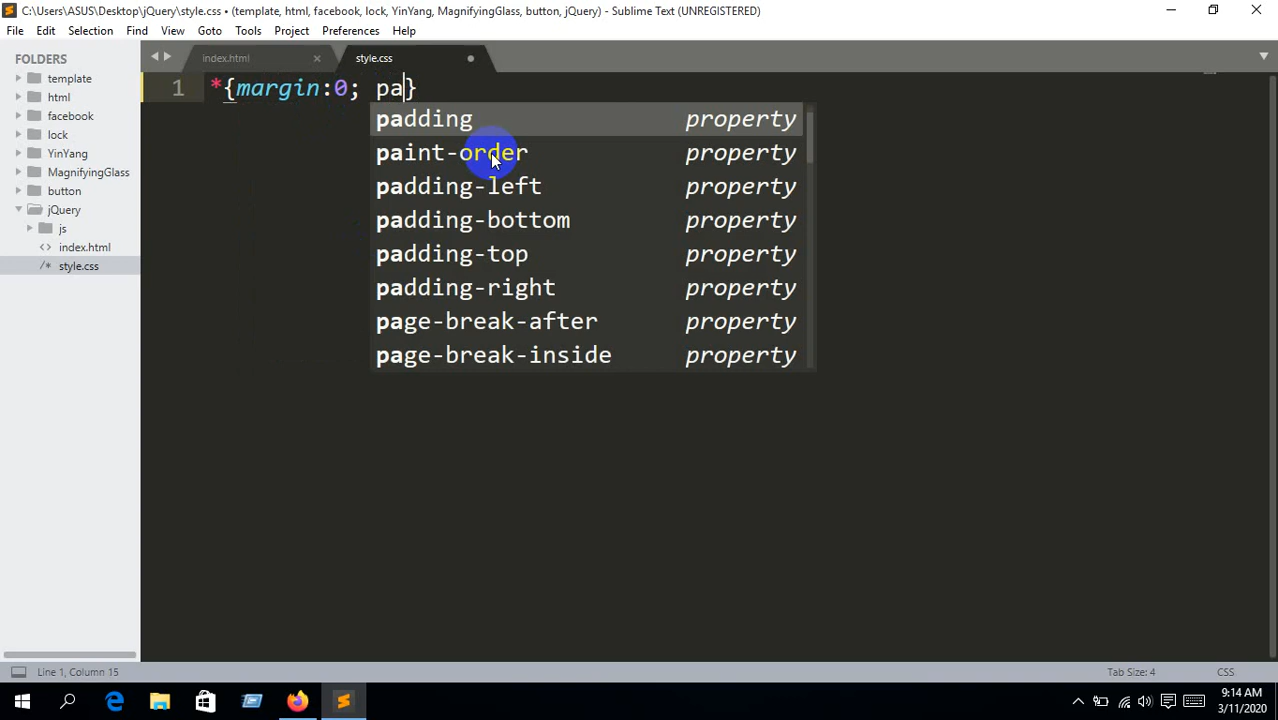 C:\Users\ASUS\Desktop\jQuery\style.css • (template, html, facebook, lock, YinYang, MagnifyingGlass, button, jQuery) - Sublime Text (UNREGISTERED)
File Edit Selection Find View Goto Tools Project Preferences Help
FOLDERS
template
html
facebook
lock
YinYang
MagnifyingGlass
button
jQuery
js
<> index.html
/* style.css
index.html × style.css
1 *{margin:0; pa}
padding property
paint-order property
padding-left property
padding-bottom property
padding-top property
padding-right property
page-break-after property
page-break-inside property
Line 1, Column 15 Tab Size: 4 CSS
9:14 AM
3/11/2020